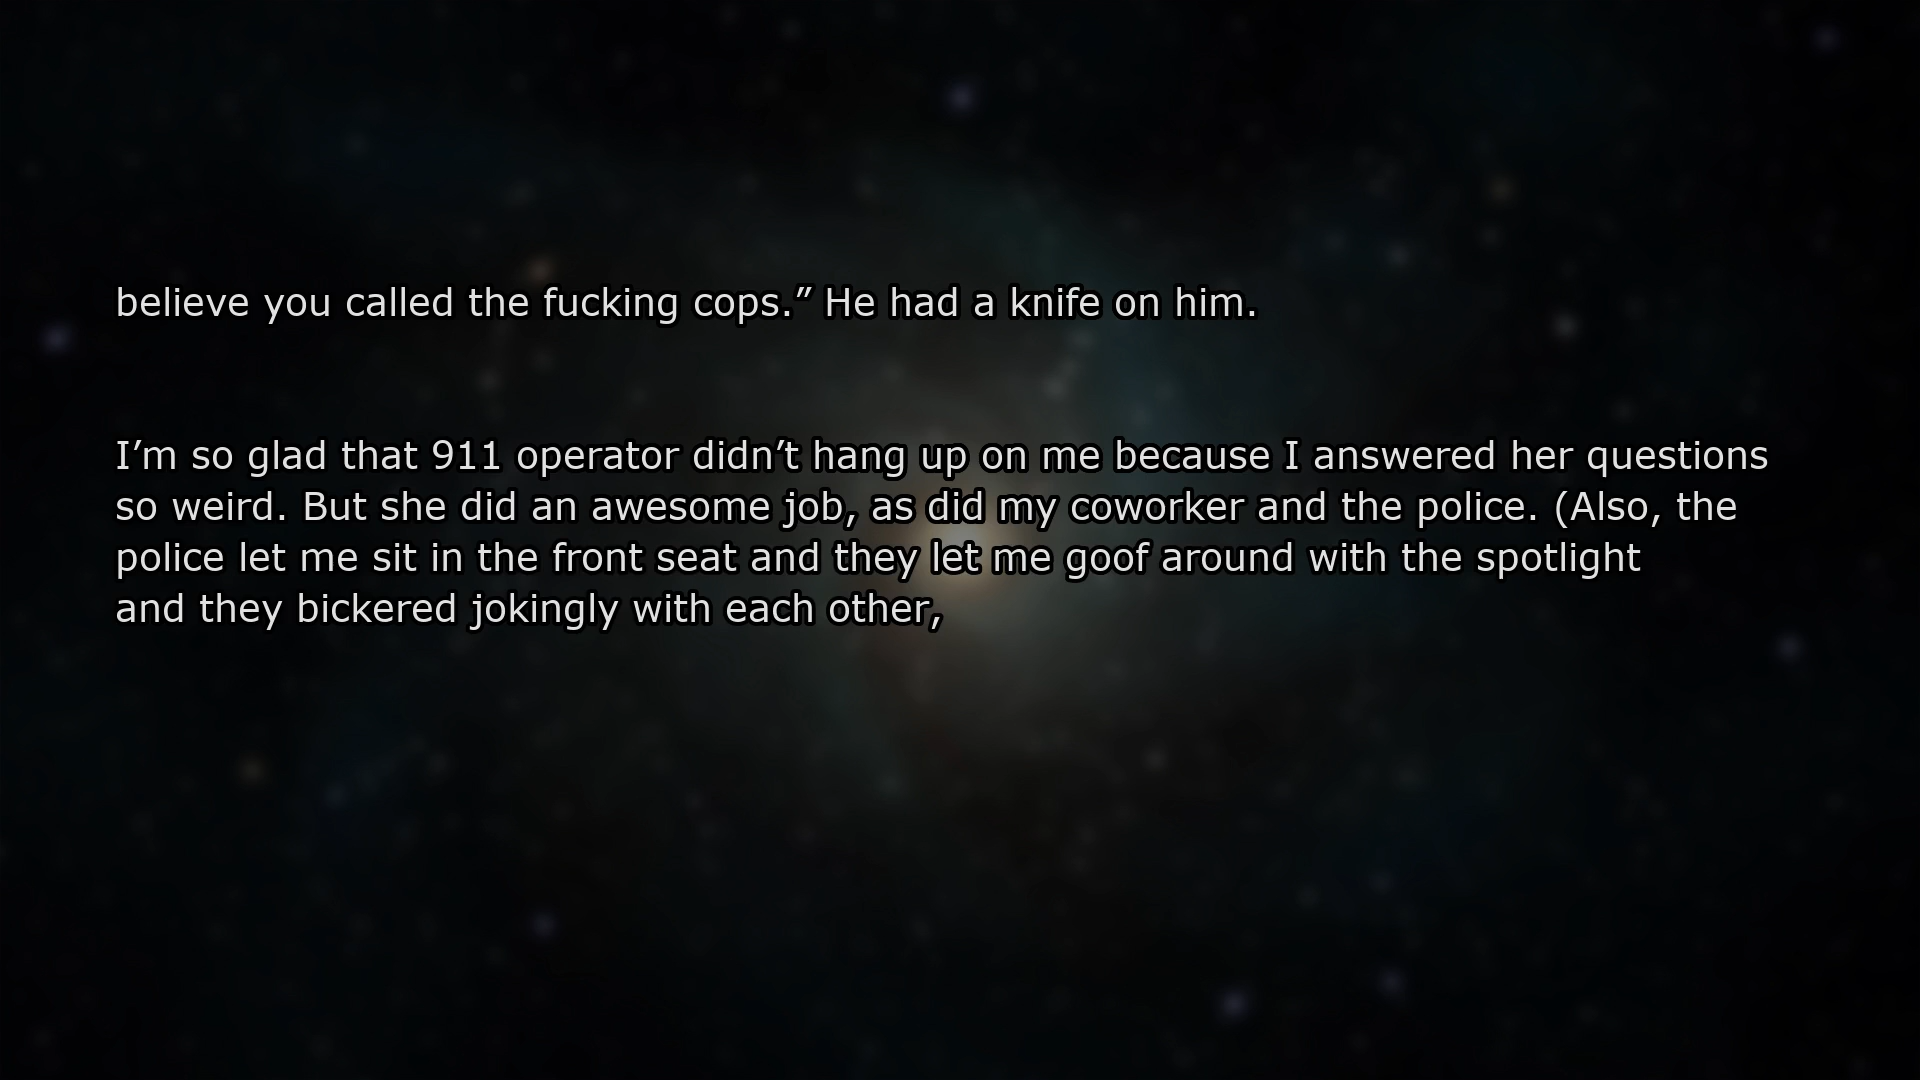 believe you called the fucking cops.” He had a knife on him.
I’m so glad that 911 operator didn’t hang up on me because I answered her questions
so weird. But she did an awesome job, as did my coworker and the police. (Also, the
police let me sit in the front seat and they let me goof around with the spotlight
and they bickered jokingly with each other,